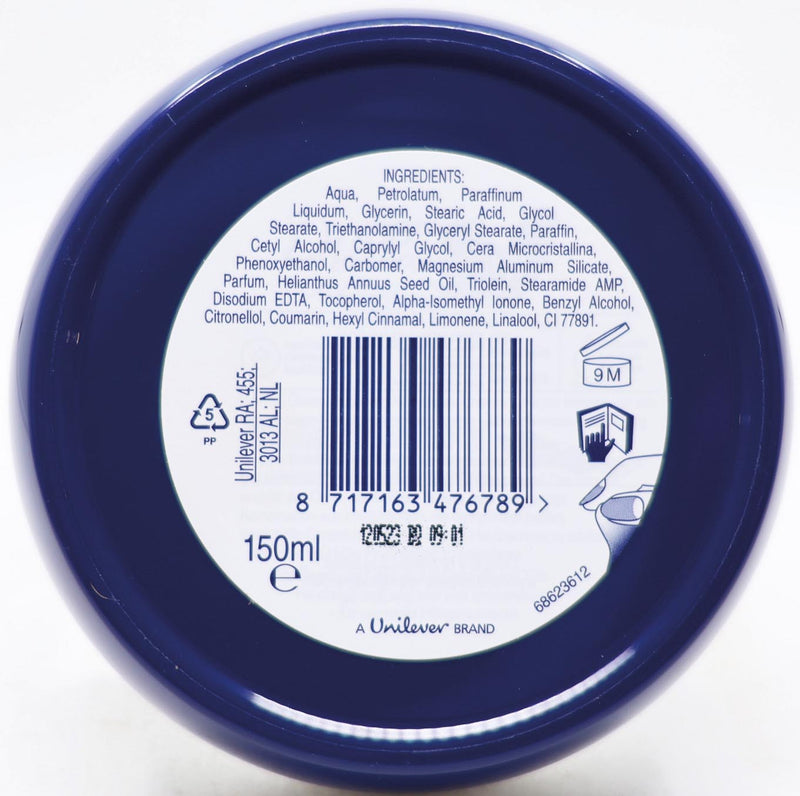 INGREDIENTS:
Aqua, Petrolatum, Paraffinum
Liquidum, Glycerin, Stearic Acid, Glycol
Stearate, Triethanolamine, Glyceryl Stearate, Paraffin,
Cetyl Alcohol, Caprylyl Glycol, Cera Microcristallina,
Phenoxyethanol, Carbomer, Magnesium Aluminum Silicate,
Parfum, Helianthus Annuus Seed Oil, Triolein, Stearamide AMP,
Disodium EDTA, Tocopherol, Alpha-Isomethyl Ionone, Benzyl Alcohol,
Citronellol, Coumarin, Hexyl Cinnamal, Limonene, Linalool, CI 77891.
9M
5
PP
Unilever RA; 455;
3013 AL; NL
8 717163 476789 >
120523 09:01
150ml
e
68623612
A Unilever BRAND